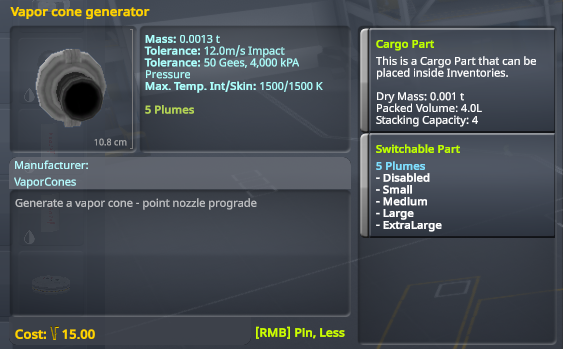 Vapor cone generator
Mass: 0.0013 t
Tolerance: 12.0m/s Impact
Tolerance: 50 Gees, 4,000 kPA
Pressure
Max. Temp. Int/Skin: 1500/1500 K
5 Plumes
10.8 cm
Manufacturer:
VaporCones
Generate a vapor cone - point nozzle prograde
Cost: 15.00
[RMB] Pin, Less
Cargo Part
This is a Cargo Part that can be
placed inside Inventories.
Dry Mass: 0.001 t
Packed Volume: 4.0L
Stacking Capacity: 4
Switchable Part
5 Plumes
- Disabled
- Small
- Medium
- Large
- ExtraLarge